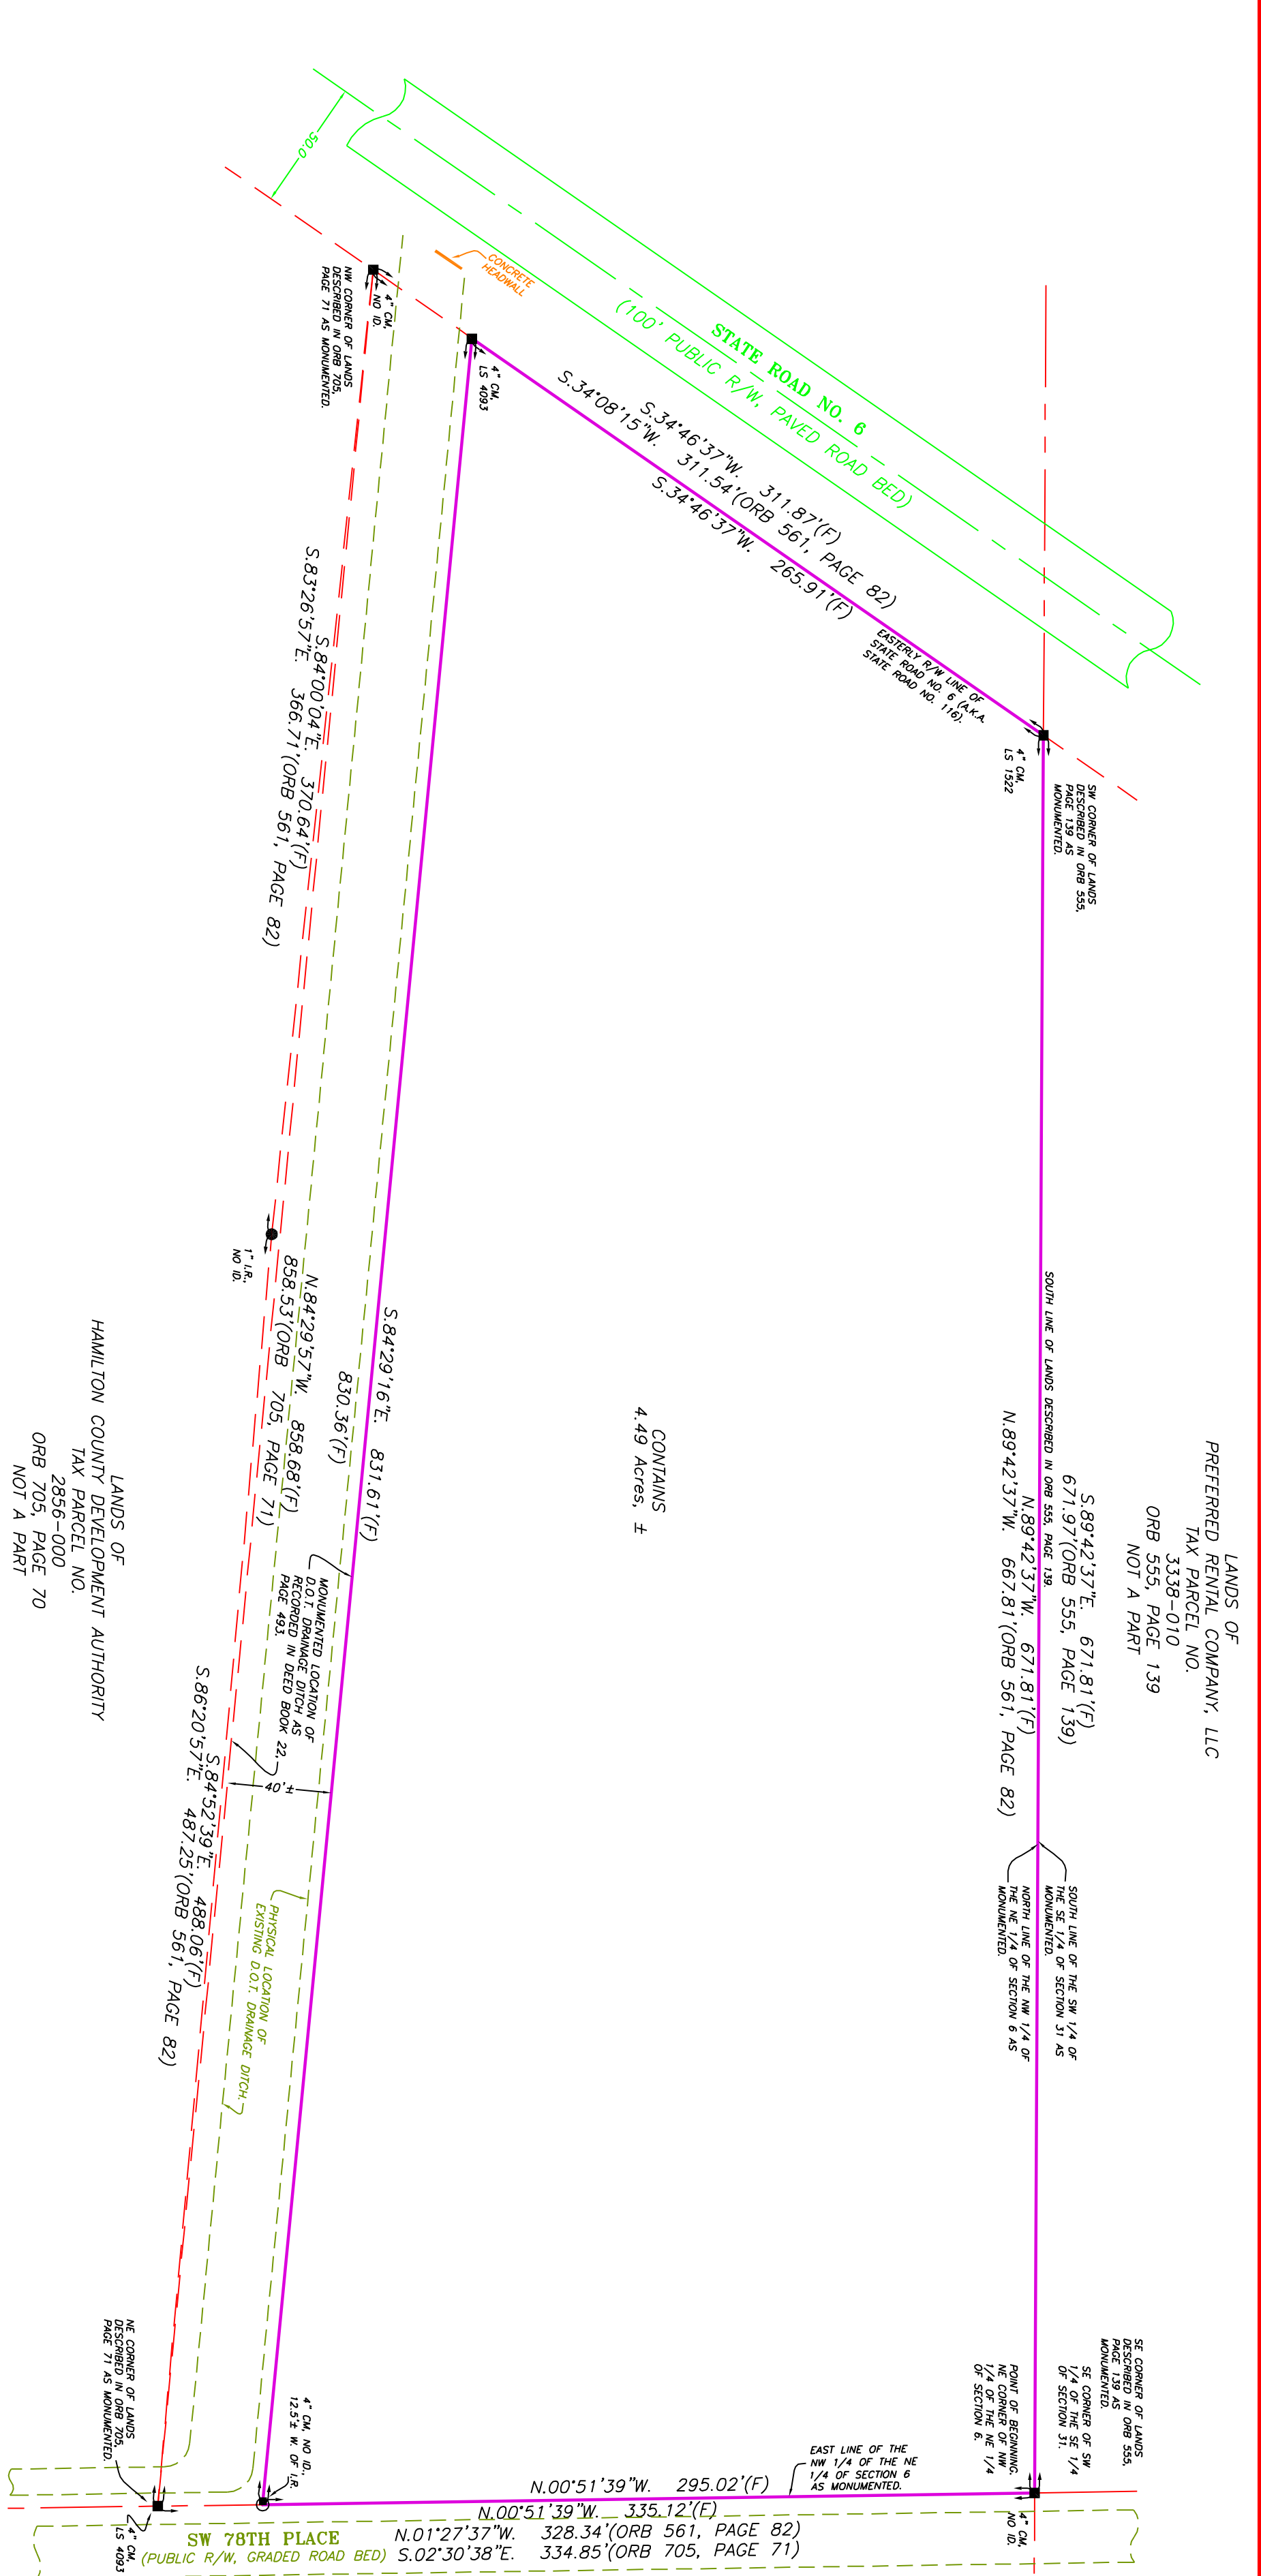 50.0
STATE ROAD NO. 6
(100' PUBLIC R/W, PAVED ROAD BED)
CONCRETE
HEADWALL
4" CM,
NO ID.
NW CORNER OF LANDS
DESCRIBED IN ORB 705,
PAGE 71 AS MONUMENTED.
4" CM,
LS 4093
S.34°46'37"W. 311.87'(F)
S.34°08'15"W. 311.54'(ORB 561, PAGE 82)
S.34°46'37"W. 265.91'(F)
EASTERLY R/W LINE OF
STATE ROAD NO. 6 (A.K.A.
STATE ROAD NO. 116).
4" CM,
LS 1522
SW CORNER OF LANDS
DESCRIBED IN ORB 555,
PAGE 139 AS
MONUMENTED.
S.84°00'04"E. 370.64'(F)
S.83°26'57"E. 366.71'(ORB 561, PAGE 82)
1" I.R.,
NO ID.
N.84°29'57"W. 858.68'(F)
858.53'(ORB 705, PAGE 71)
S.84°29'16"E. 831.61'(F)
830.36'(F)
CONTAINS
4.49 Acres, ±
SOUTH LINE OF LANDS DESCRIBED IN ORB 555, PAGE 139.
LANDS OF
PREFERRED RENTAL COMPANY, LLC
TAX PARCEL NO.
3338-010
ORB 555, PAGE 139
NOT A PART
S.89°42'37"E. 671.81'(F)
671.97'(ORB 555, PAGE 139)
N.89°42'37"W. 671.81'(F)
N.89°42'37"W. 667.81'(ORB 561, PAGE 82)
LANDS OF
HAMILTON COUNTY DEVELOPMENT AUTHORITY
TAX PARCEL NO.
2856-000
ORB 705, PAGE 70
NOT A PART
MONUMENTED LOCATION OF
D.O.T. DRAINAGE DITCH AS
RECORDED IN DEED BOOK 22,
PAGE 493.
40'±
S.84°52'39"E. 488.06'(F)
S.86°20'57"E. 487.25'(ORB 561, PAGE 82)
PHYSICAL LOCATION OF
EXISTING D.O.T. DRAINAGE DITCH.
SOUTH LINE OF THE SW 1/4 OF
THE SE 1/4 OF SECTION 31 AS
MONUMENTED.
NORTH LINE OF THE NW 1/4 OF
THE NE 1/4 OF SECTION 6 AS
MONUMENTED.
SE CORNER OF LANDS
DESCRIBED IN ORB 555,
PAGE 139 AS
MONUMENTED.
SE CORNER OF SW
1/4 OF THE SE 1/4
OF SECTION 31.
POINT OF BEGINNING.
NE CORNER OF NW
1/4 OF THE NE 1/4
OF SECTION 6.
4" CM,
NO ID.
4" CM, NO ID.,
12.5'± W. OF I.R.
NE CORNER OF LANDS
DESCRIBED IN ORB 705,
PAGE 71 AS MONUMENTED.
4" CM,
LS 4093
EAST LINE OF THE
NW 1/4 OF THE NE
1/4 OF SECTION 6
AS MONUMENTED.
N.00°51'39"W. 295.02'(F)
N.00°51'39"W. 335.12'(F)
N.01°27'37"W. 328.34'(ORB 561, PAGE 82)
S.02°30'38"E. 334.85'(ORB 705, PAGE 71)
SW 78TH PLACE
(PUBLIC R/W, GRADED ROAD BED)